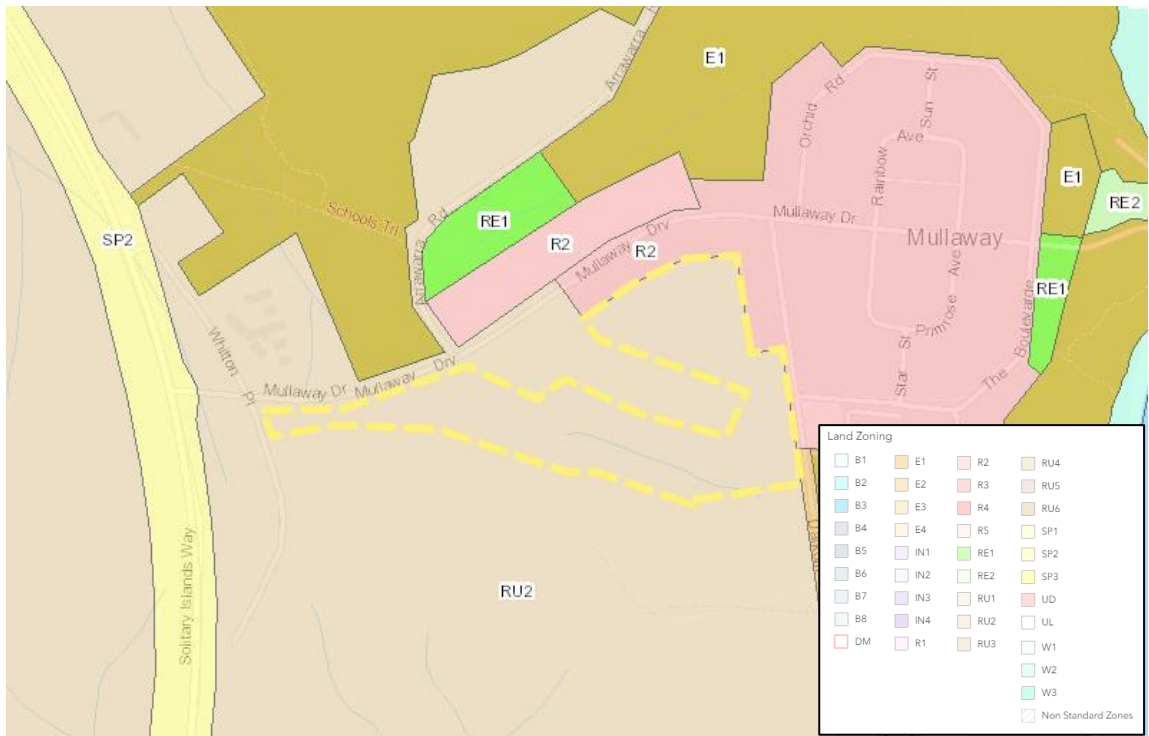 E1
Arrawarra
Rd
Orchid
Sun St
Ave
Rainbow
E1
RE2
Schools Trl
Arrawarra Rd
RE1
R2
Mullaway Drv
R2
Mullaway Dr
Mullaway
SP2
RE1
Ave
Primrose
Star St
The Boulevarde
Whitton Pl
Mullaway Dr
Mullaway Drv
Solitary Islands Way
RU2
Land Zoning
B1 E1 R2 RU4
B2 E2 R3 RU5
B3 E3 R4 RU6
B4 E4 R5 SP1
B5 IN1 RE1 SP2
B6 IN2 RE2 SP3
B7 IN3 RU1 UD
B8 IN4 RU2 UL
DM R1 RU3 W1
W2
W3
Non Standard Zones